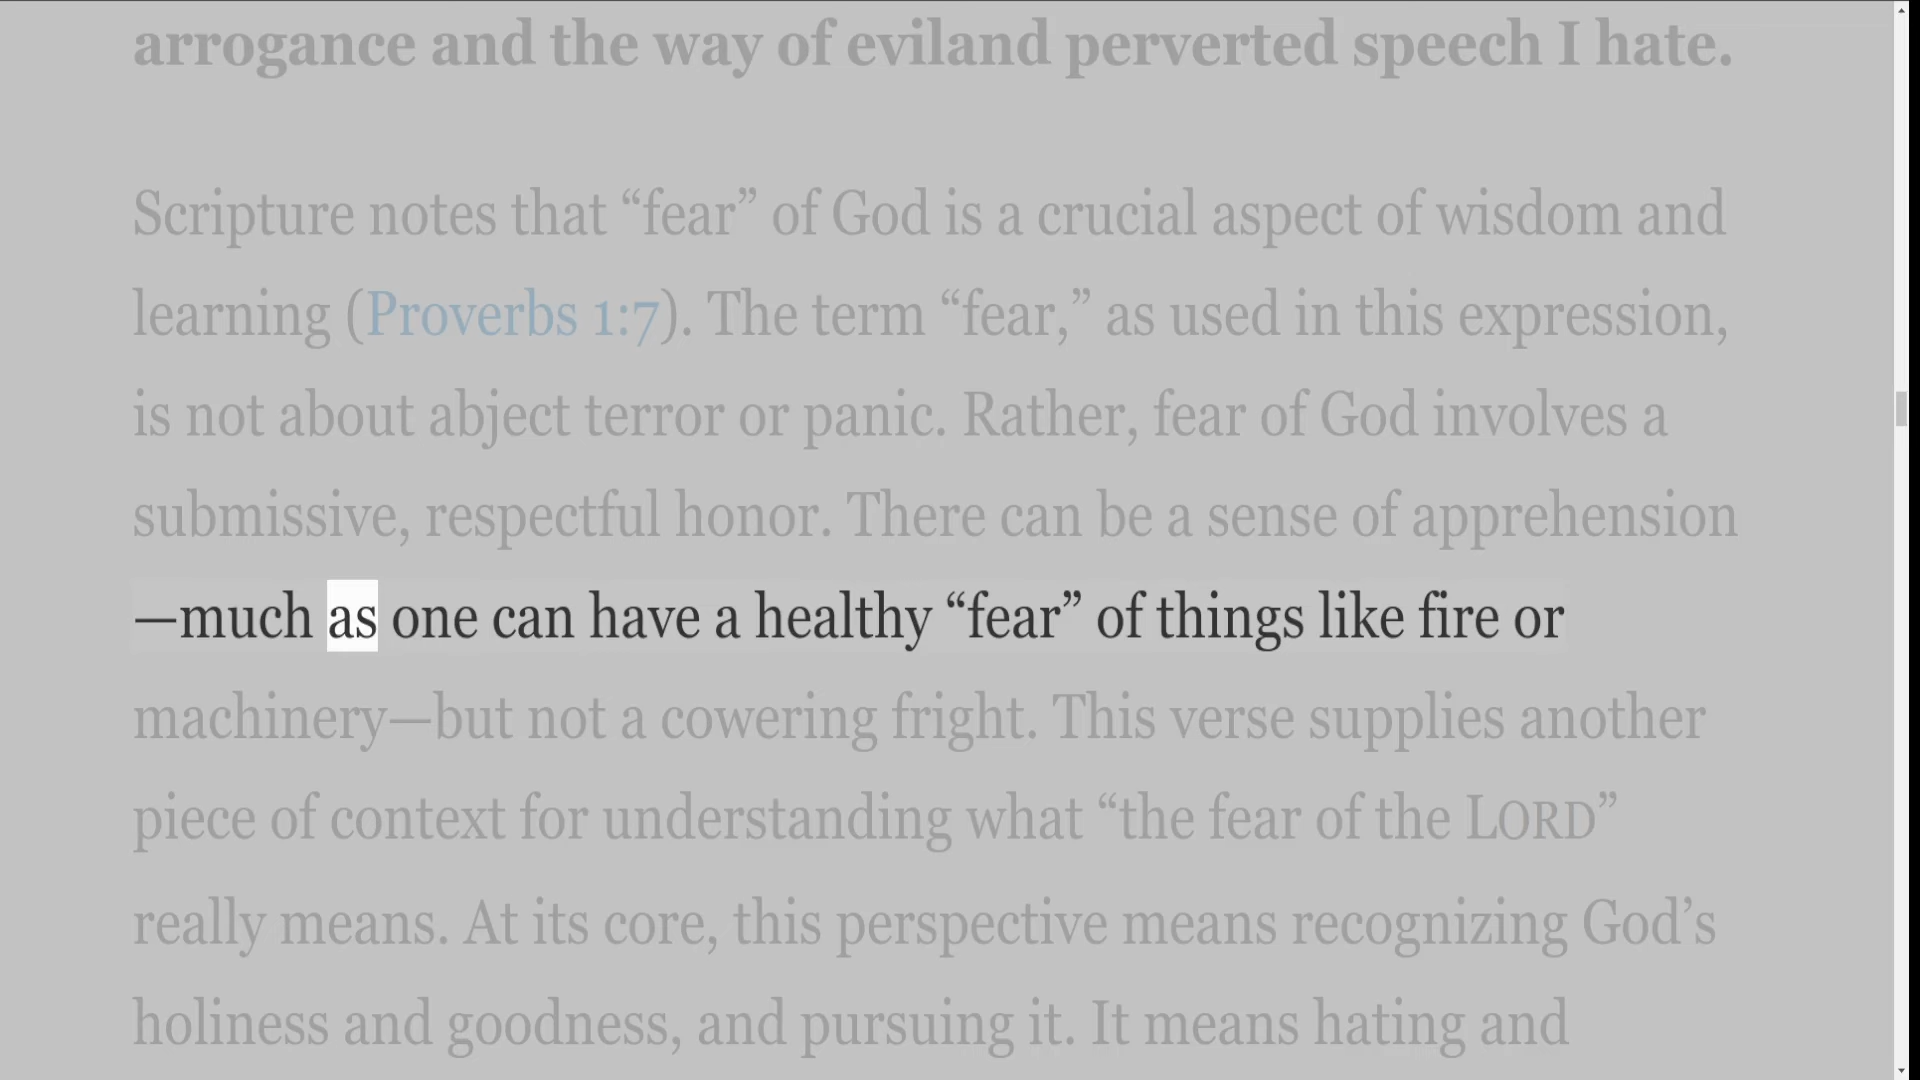 arrogance and the way of eviland perverted speech I hate.
Scripture notes that “fear” of God is a crucial aspect of wisdom and
learning (Proverbs 1:7). The term “fear,” as used in this expression,
is not about abject terror or panic. Rather, fear of God involves a
submissive, respectful honor. There can be a sense of apprehension
—much as one can have a healthy “fear” of things like fire or
machinery—but not a cowering fright. This verse supplies another
piece of context for understanding what “the fear of the LORD”
really means. At its core, this perspective means recognizing God’s
holiness and goodness, and pursuing it. It means hating and